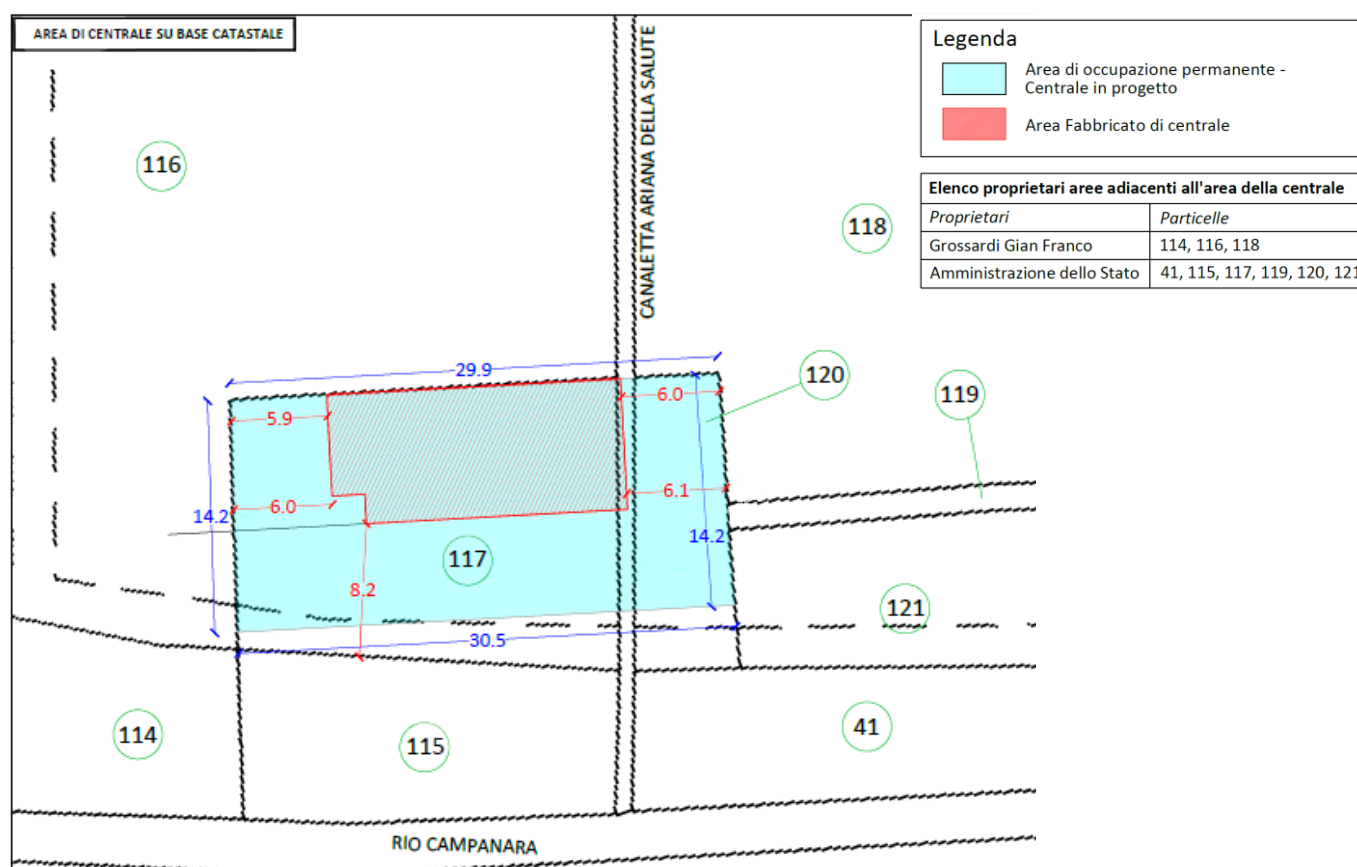 AREA DI CENTRALE SU BASE CATASTALE
CANALETTA ARIANA DELLA SALUTE
Legenda
Area di occupazione permanente -
Centrale in progetto
Area Fabbricato di centrale
Elenco proprietari aree adiacenti all'area della centrale
Proprietari Particelle
Grossardi Gian Franco 114, 116, 118
Amministrazione dello Stato 41, 115, 117, 119, 120, 121
116
118
29.9
120
119
5.9
6.0
6.0
6.1
14.2
14.2
117
8.2
121
30.5
114
115
41
RIO CAMPANARA